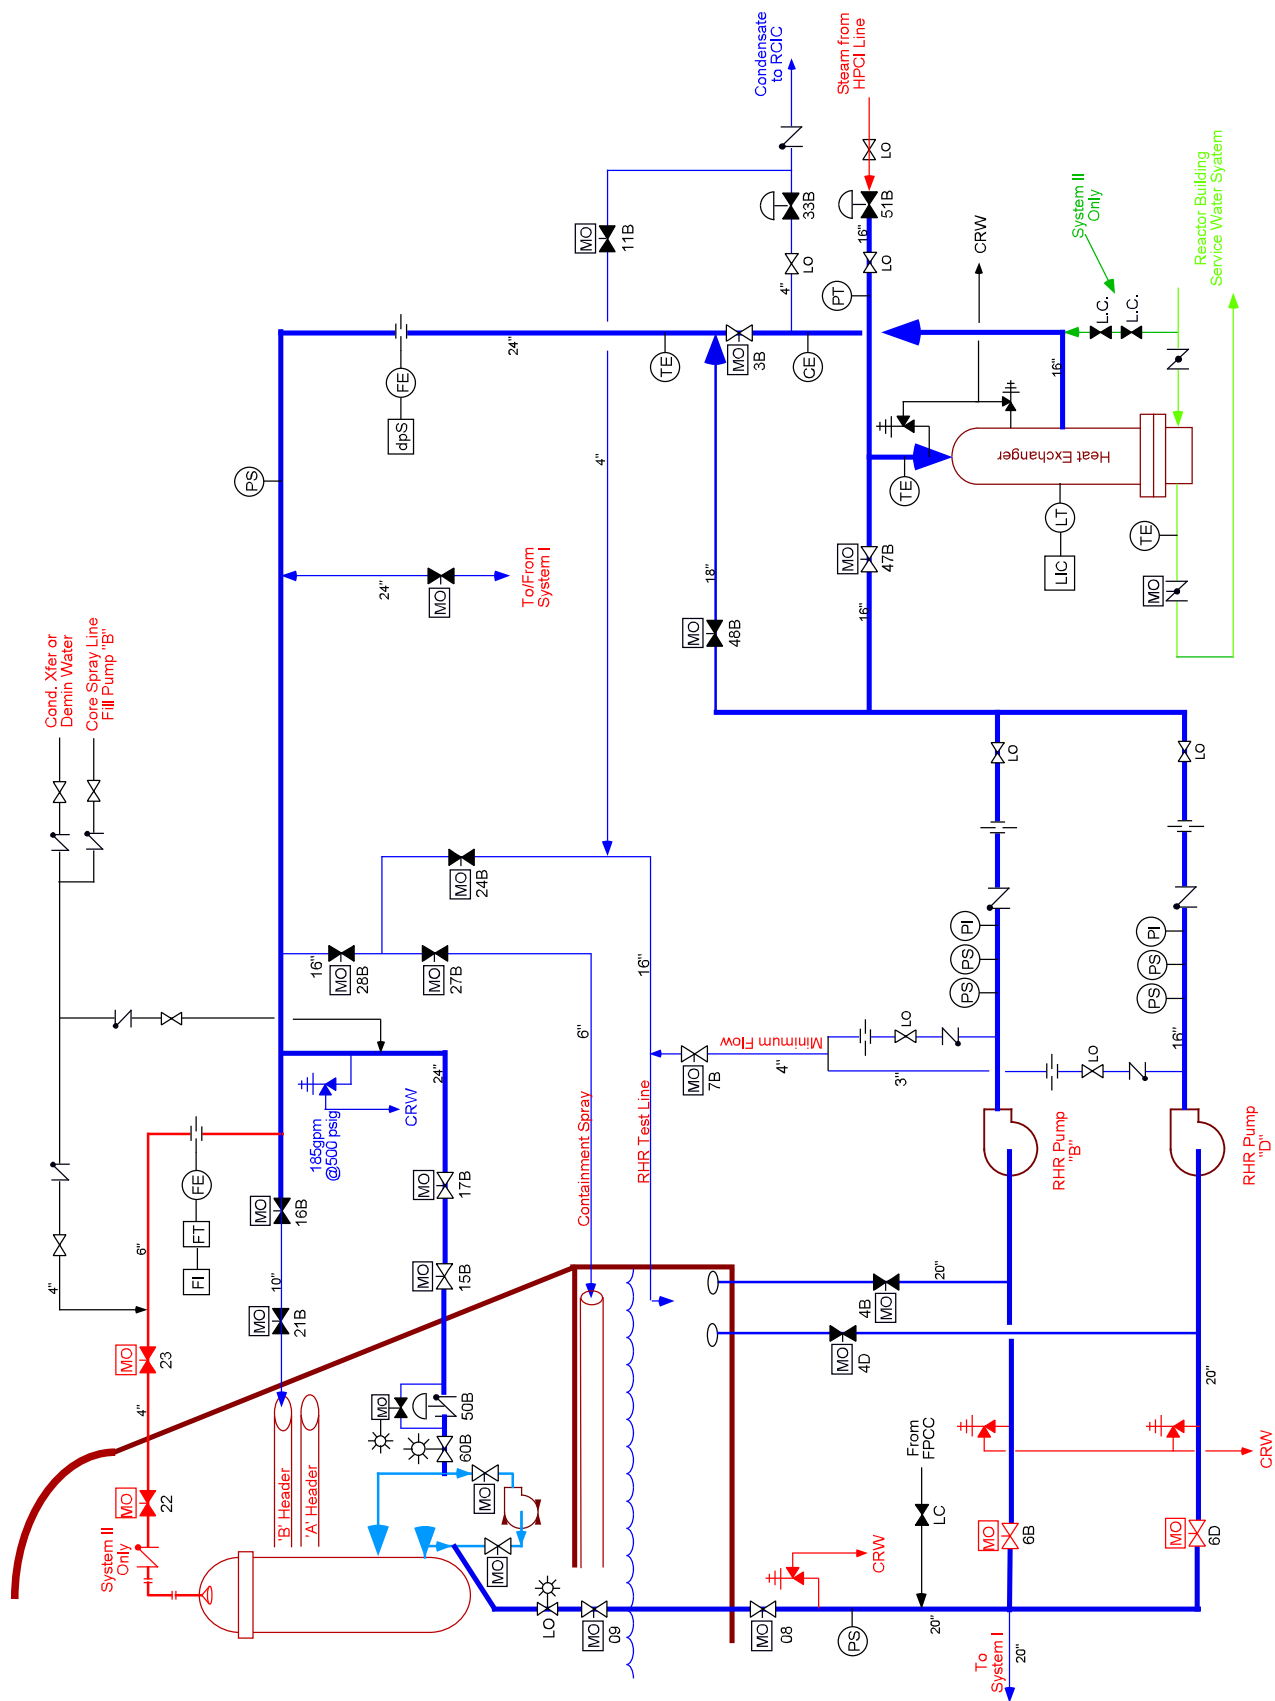 Condensate
to RCIC
Steam from
HPCI Line
LO
33B
51B
MO
11B
LO
4"
16"
LO
PT
CRW
System II
Only
L.C.
L.C.
Reactor Building
Service Water Syatem
24"
FE
dpS
TE
MO
3B
CE
16"
Heat Exchanger
TE
LT
LIC
TE
MO
PS
4"
24"
MO
To/From
System I
18"
MO
48B
MO
47B
16"
Cond. Xfer or
Demin Water
Core Spray Line
Fill Pump "B"
LO
LO
MO
24B
16"
MO
28B
MO
27B
16"
6"
PI
PS
PS
PI
PS
PS
16"
Minimum Flow
MO
7B
4"
3"
LO
LO
24"
185gpm
@500 psig
CRW
Containment Spray
RHR Test Line
RHR Pump
"B"
RHR Pump
"D"
FE
FT
FI
6"
4"
MO
16B
10"
MO
21B
MO
17B
MO
15B
MO
23
4"
MO
22
System II
Only
'B' Header
'A' Header
MO
50B
60B
MO
MO
LO
MO
09
MO
08
4B
MO
20"
MO
4D
20"
From
FPCC
LC
CRW
CRW
MO
6B
MO
6D
PS
20"
To
System I
20"